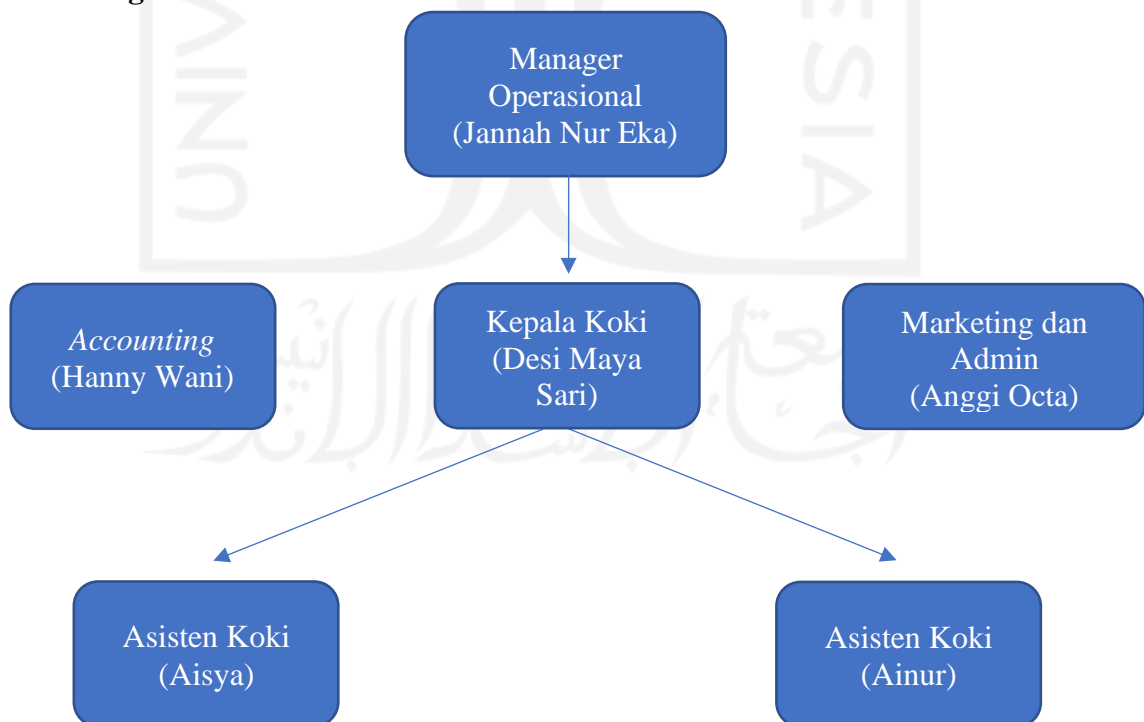 Manager
Operasional
(Jannah Nur Eka)
Accounting
(Hanny Wani)
Kepala Koki
(Desi Maya
Sari)
Marketing dan
Admin
(Anggi Octa)
Asisten Koki
(Aisya)
Asisten Koki
(Ainur)